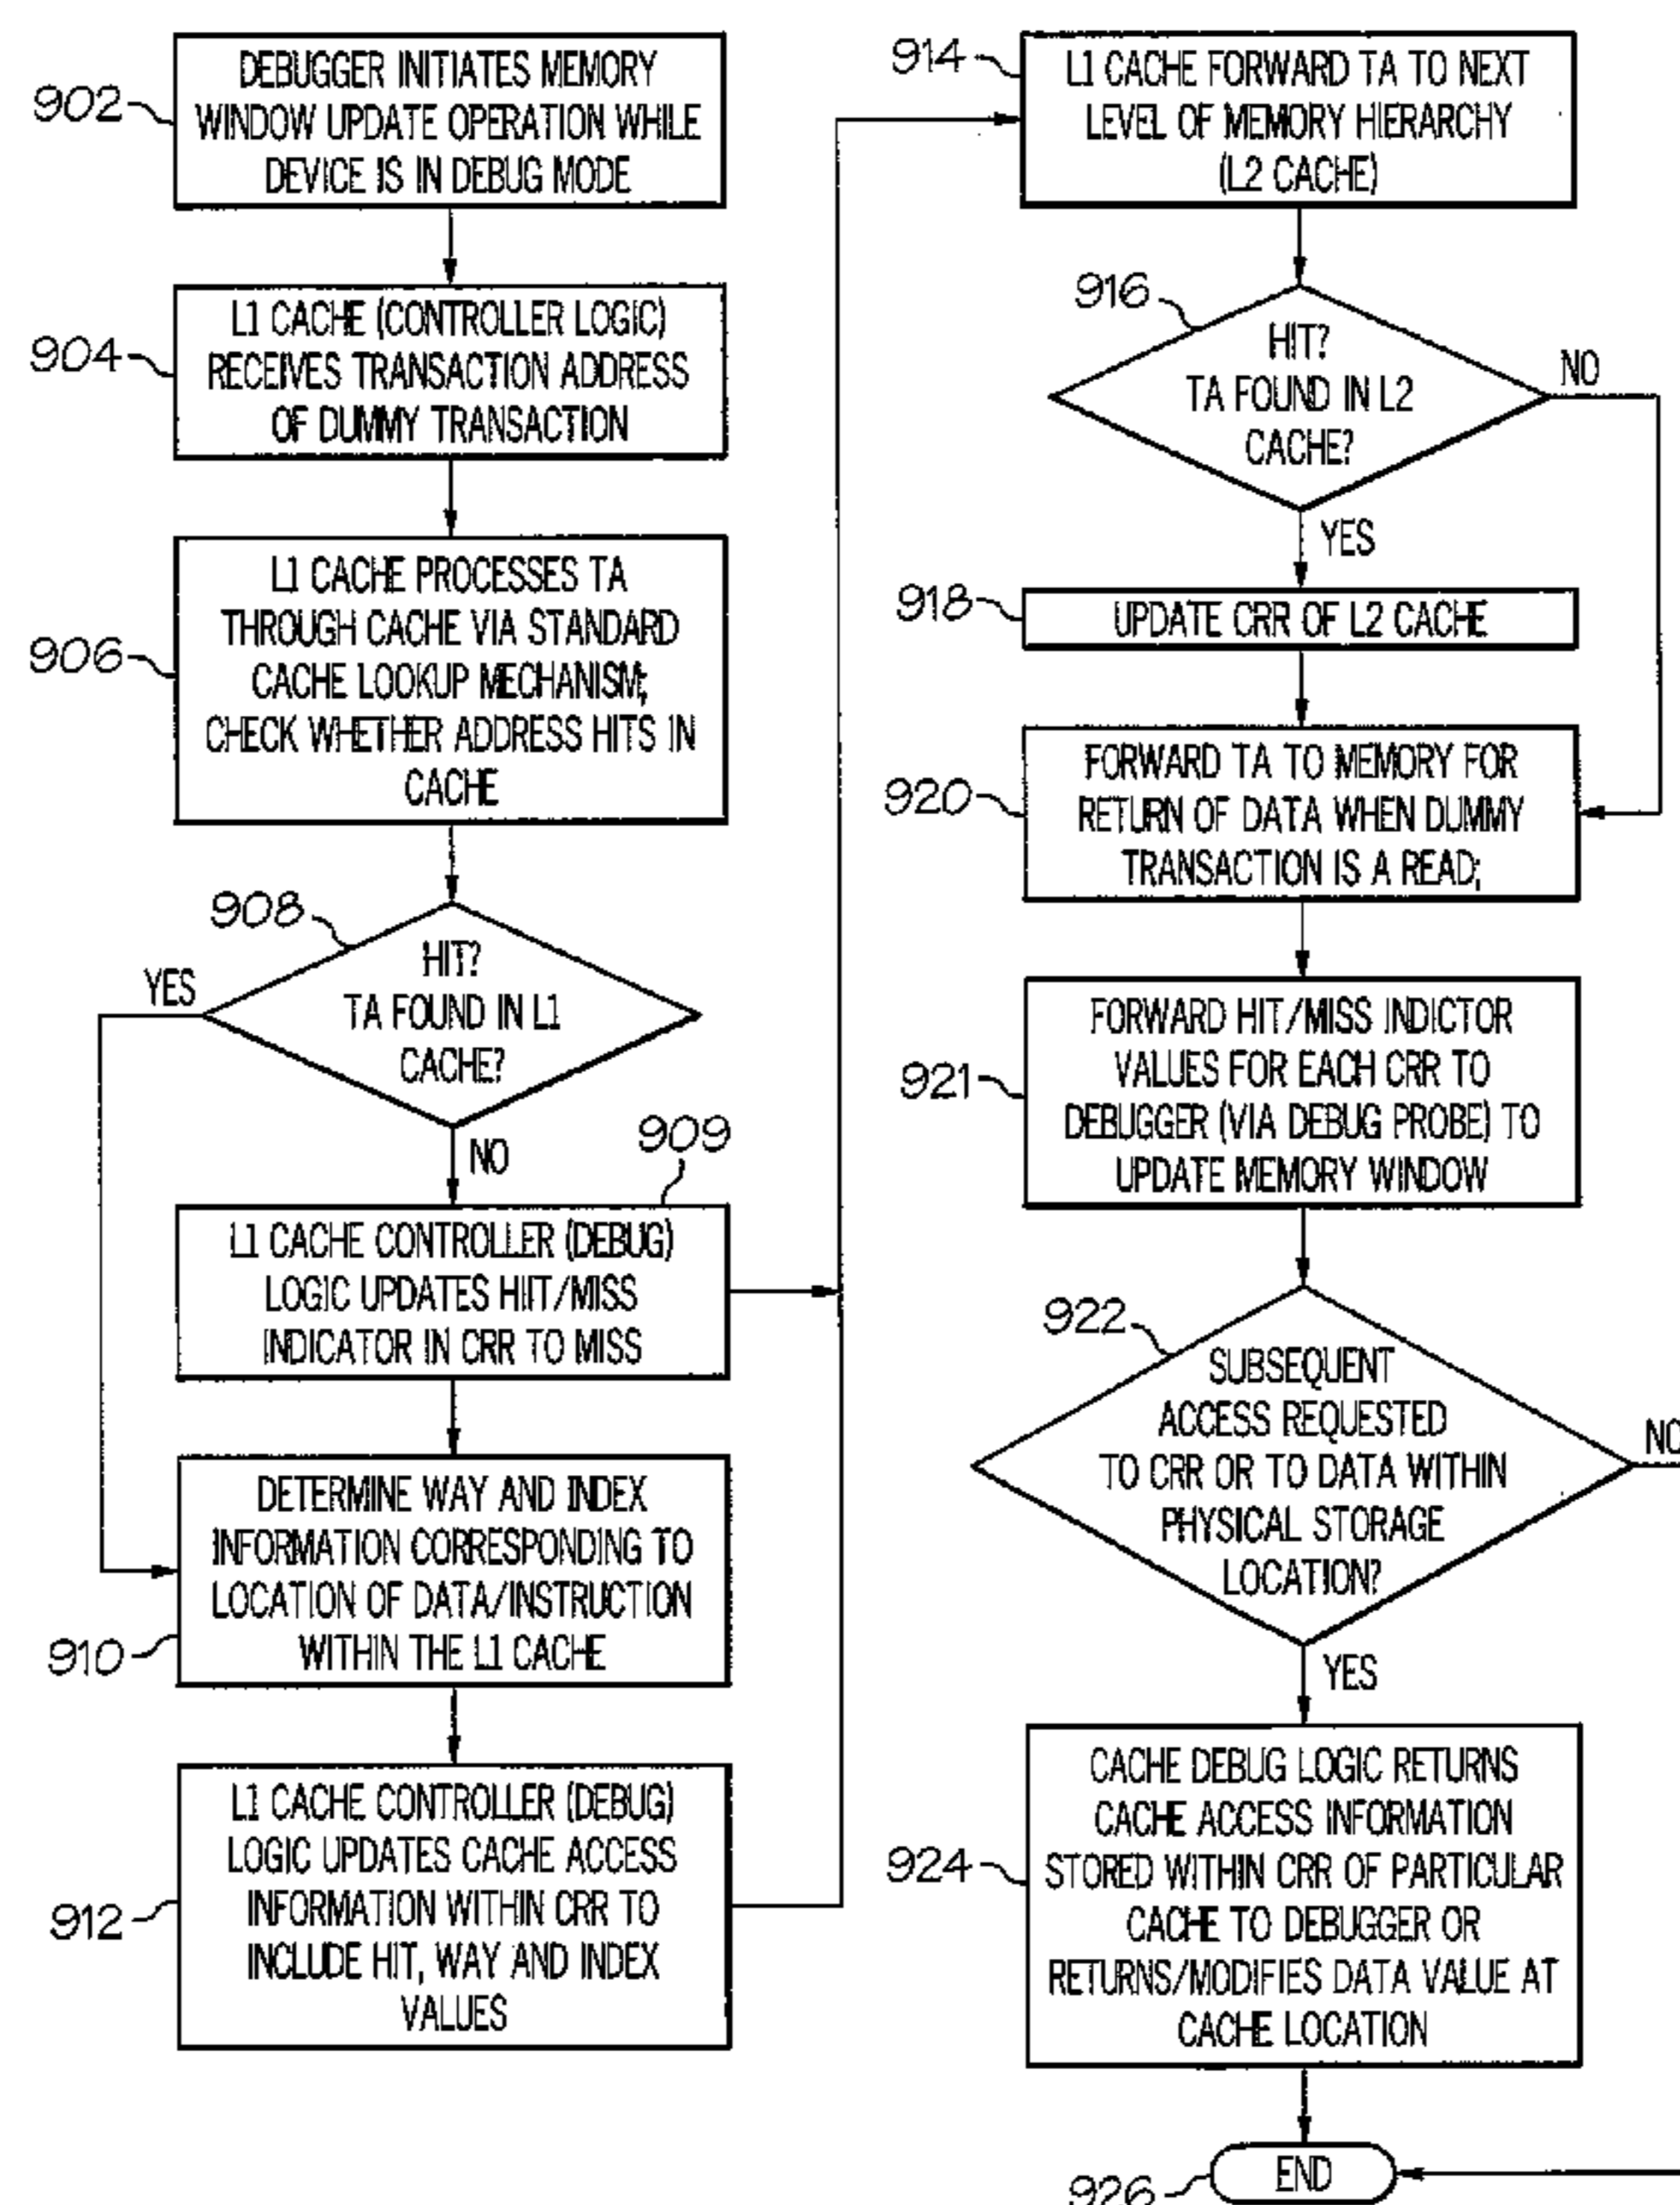 902
DEBUGGER INITIATES MEMORY
WINDOW UPDATE OPERATION WHILE
DEVICE IS IN DEBUG MODE
904
L1 CACHE (CONTROLLER LOGIC)
RECEIVES TRANSACTION ADDRESS
OF DUMMY TRANSACTION
906
L1 CACHE PROCESSES TA
THROUGH CACHE VIA STANDARD
CACHE LOOKUP MECHANISM;
CHECK WHETHER ADDRESS HITS IN
CACHE
908
HIT?
TA FOUND IN L1
CACHE?
YES
NO
909
L1 CACHE CONTROLLER (DEBUG)
LOGIC UPDATES HIIT/MISS
INDICATOR IN CRR TO MISS
910
DETERMINE WAY AND INDEX
INFORMATION CORRESPONDING TO
LOCATION OF DATA/INSTRUCTION
WITHIN THE L1 CACHE
912
L1 CACHE CONTROLLER (DEBUG)
LOGIC UPDATES CACHE ACCESS
INFORMATION WITHIN CRR TO
INCLUDE HIT, WAY AND INDEX
VALUES
914
L1 CACHE FORWARD TA TO NEXT
LEVEL OF MEMORY HIERARCHY
(L2 CACHE)
916
HIT?
TA FOUND IN L2
CACHE?
NO
YES
918
UPDATE CRR OF L2 CACHE
920
FORWARD TA TO MEMORY FOR
RETURN OF DATA WHEN DUMMY
TRANSACTION IS A READ;
921
FORWARD HIT/MISS INDICTOR
VALUES FOR EACH CRR TO
DEBUGGER (VIA DEBUG PROBE) TO
UPDATE MEMORY WINDOW
922
SUBSEQUENT
ACCESS REQUESTED
TO CRR OR TO DATA WITHIN
PHYSICAL STORAGE
LOCATION?
NO
YES
924
CACHE DEBUG LOGIC RETURNS
CACHE ACCESS INFORMATION
STORED WITHIN CRR OF PARTICULAR
CACHE TO DEBUGGER OR
RETURNS/MODIFIES DATA VALUE AT
CACHE LOCATION
926
END